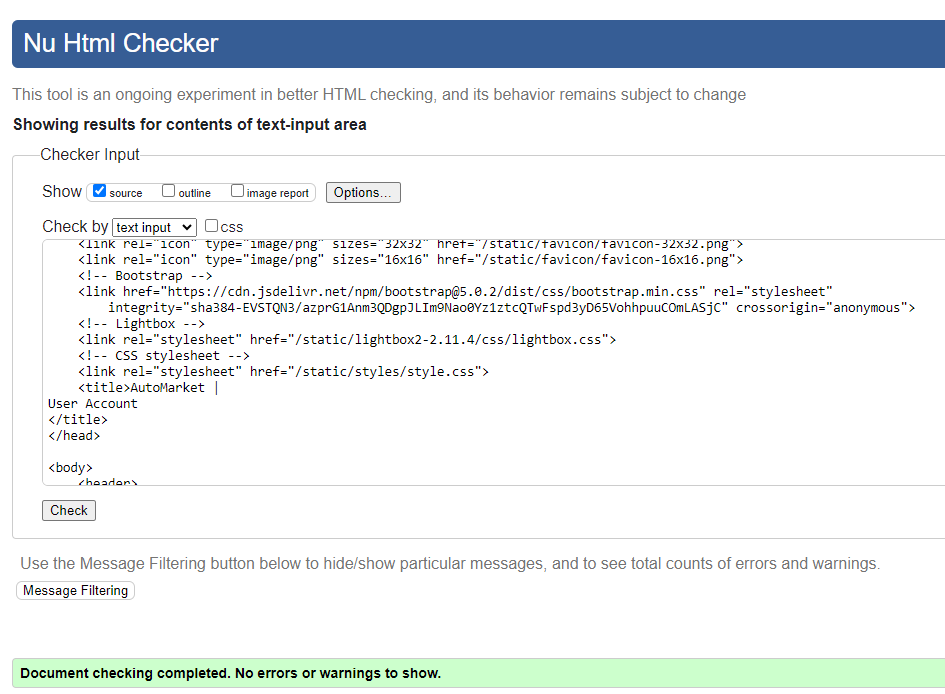 Nu Html Checker
This tool is an ongoing experiment in better HTML checking, and its behavior remains subject to change
Showing results for contents of text-input area
Checker Input
Show source outline image report Options...
Check by text input css
<link rel="icon" type="image/png" sizes="32x32" href="/static/favicon/favicon-32x32.png">
<link rel="icon" type="image/png" sizes="16x16" href="/static/favicon/favicon-16x16.png">
<!-- Bootstrap -->
<link href="https://cdn.jsdelivr.net/npm/bootstrap@5.0.2/dist/css/bootstrap.min.css" rel="stylesheet"
integrity="sha384-EVSTQN3/azprG1Anm3QDgpJLIm9Nao0Yz1ztcQTwFspd3yD65VohhpuuCOmLASjC" crossorigin="anonymous">
<!-- Lightbox -->
<link rel="stylesheet" href="/static/lightbox2-2.11.4/css/lightbox.css">
<!-- CSS stylesheet -->
<link rel="stylesheet" href="/static/styles/style.css">
<title>AutoMarket |
User Account
</title>
</head>
<body>
<header>
Check
Use the Message Filtering button below to hide/show particular messages, and to see total counts of errors and warnings.
Message Filtering
Document checking completed. No errors or warnings to show.